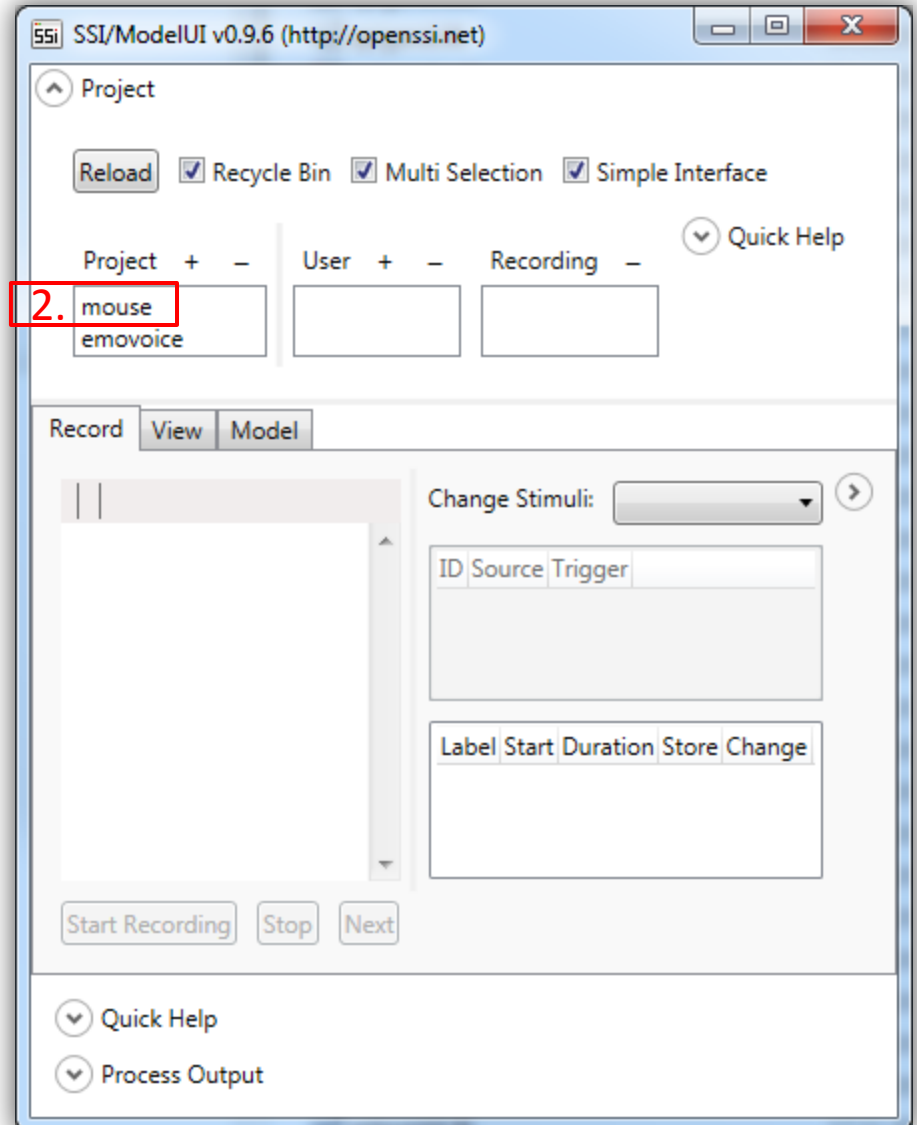 SSI SSI/ModelUI v0.9.6 (http://openssi.net)
Project
Reload Recycle Bin Multi Selection Simple Interface
Quick Help
Project + – User + – Recording –
2. mouse
emovoice
Record View Model
Change Stimuli:
ID Source Trigger
Label Start Duration Store Change
Start Recording Stop Next
Quick Help
Process Output